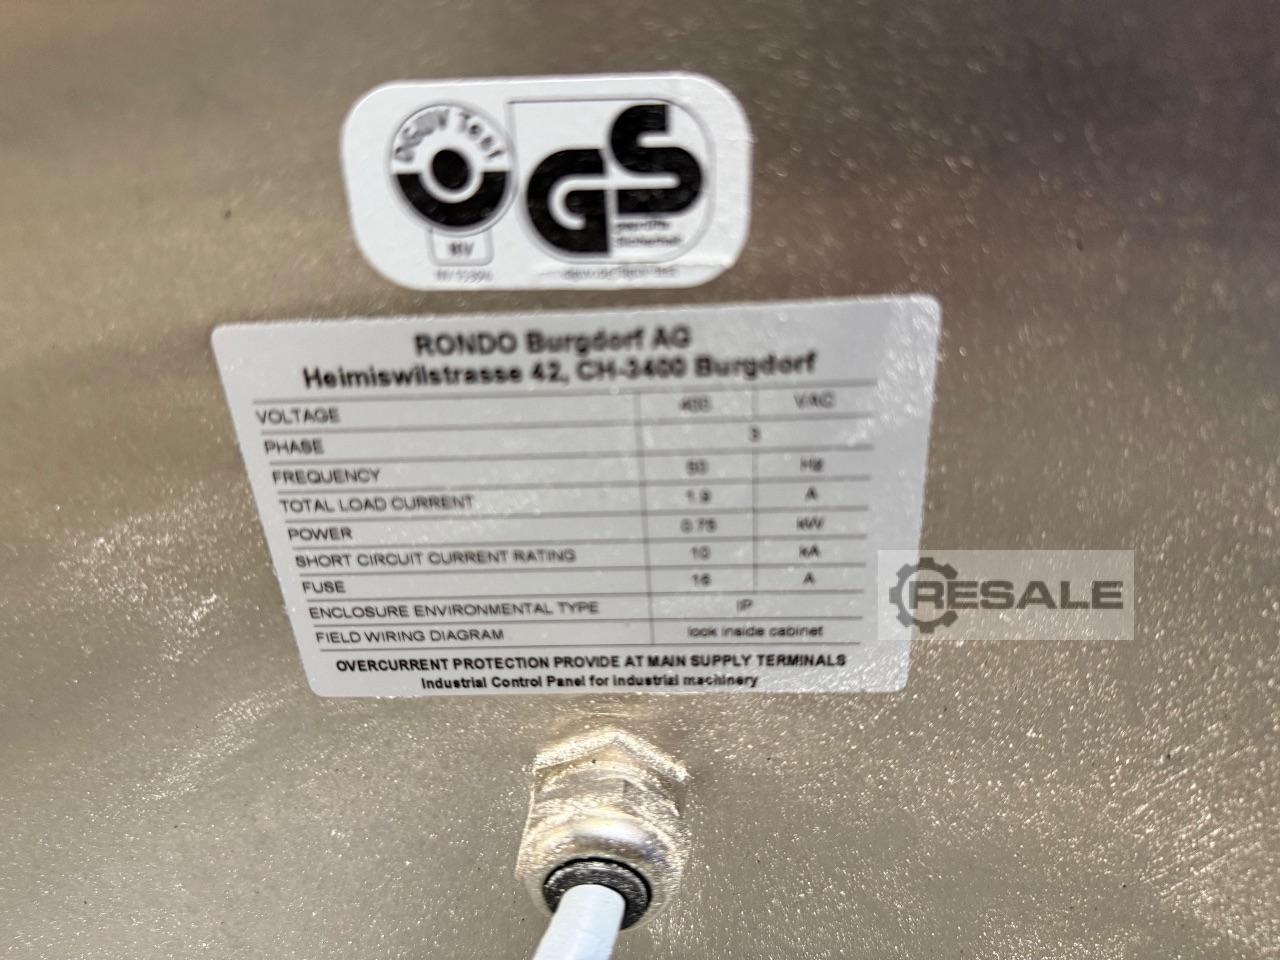 DGUV Test
GS
geprüfte
Sicherheit
RONDO Burgdorf AG
Heimiswilstrasse 42, CH-3400 Burgdorf
VOLTAGE 400 VAC
PHASE 3
FREQUENCY 50 Hz
TOTAL LOAD CURRENT 1.9 A
POWER 0.75 kW
SHORT CIRCUIT CURRENT RATING 10 kA
FUSE 16 A
ENCLOSURE ENVIRONMENTAL TYPE IP
FIELD WIRING DIAGRAM look inside cabinet
OVERCURRENT PROTECTION PROVIDE AT MAIN SUPPLY TERMINALS
Industrial Control Panel for industrial machinery
RESALE